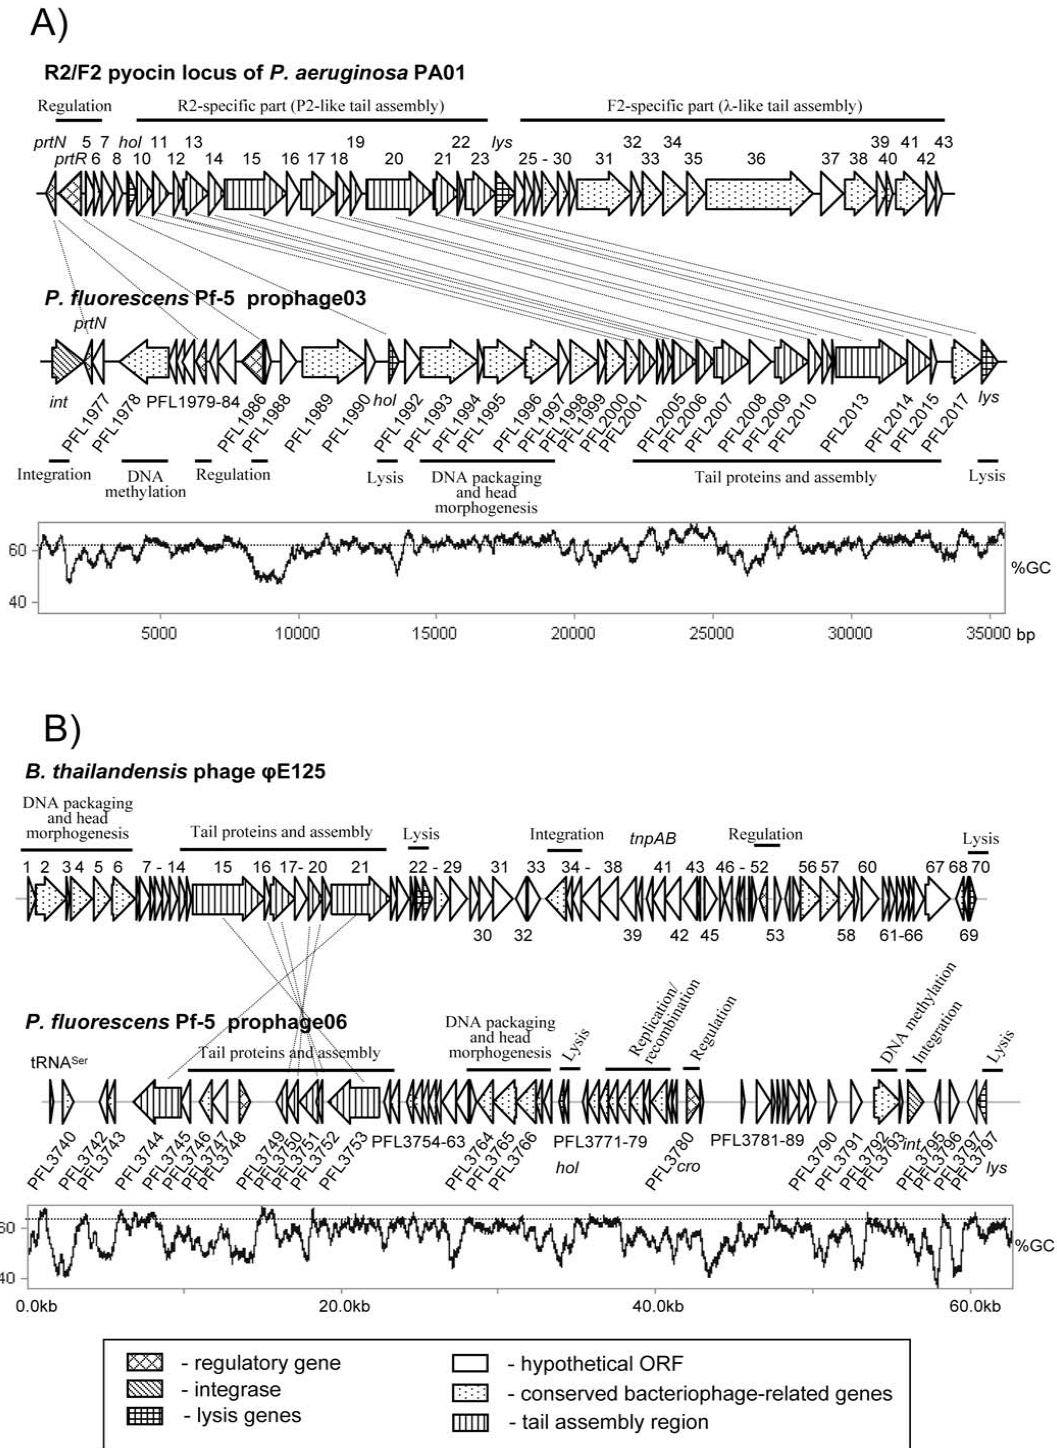 A)
R2/F2 pyocin locus of P. aeruginosa PA01
Regulation R2-specific part (P2-like tail assembly) F2-specific part (λ-like tail assembly)
prtN 5 7 hol 11 13 19 22 lys 32 34 39 41 43
prtR 6 8 10 12 14 15 16 17 18 20 21 23 25 - 30 31 33 35 36 37 38 40 42
P. fluorescens Pf-5 prophage03
prtN
int PFL1977 PFL1978 PFL1979-84 PFL1986 PFL1988 PFL1989 PFL1990 hol PFL1992 PFL1993 PFL1994 PFL1995 PFL1996 PFL1997 PFL1998 PFL1999 PFL2000 PFL2001 PFL2005 PFL2006 PFL2007 PFL2008 PFL2009 PFL2010 PFL2013 PFL2014 PFL2015 PFL2017 lys
Integration DNA methylation Regulation Lysis DNA packaging and head morphogenesis Tail proteins and assembly Lysis
60
40
%GC
5000 10000 15000 20000 25000 30000 35000 bp
B)
B. thailandensis phage φE125
DNA packaging and head morphogenesis Tail proteins and assembly Lysis Integration tnpAB Regulation Lysis
1 2 3 4 5 6 7 - 14 15 16 17- 20 21 22 - 29 31 33 34 - 38 41 43 46 - 52 56 57 60 67 68 70
30 32 39 42 45 53 58 61-66 69
P. fluorescens Pf-5 prophage06
tRNASer Tail proteins and assembly DNA packaging and head morphogenesis Lysis Replication/ recombination Regulation DNA methylation Integration Lysis
PFL3740 PFL3742 PFL3743 PFL3744 PFL3745 PFL3746 PFL3747 PFL3748 PFL3749 PFL3750 PFL3751 PFL3752 PFL3753 PFL3754-63 PFL3764 PFL3765 PFL3766 hol PFL3771-79 PFL3780 cro PFL3781-89 PFL3790 PFL3791 PFL3792 PFL3793 int PFL3795 PFL3796 PFL3797 PFL3797 lys
60
40
%GC
0.0kb 20.0kb 40.0kb 60.0kb
- regulatory gene
- integrase
- lysis genes
- hypothetical ORF
- conserved bacteriophage-related genes
- tail assembly region